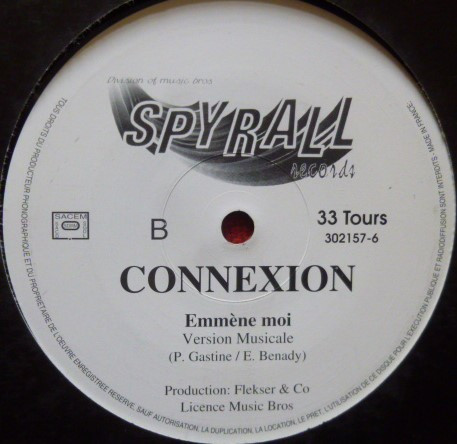 Division of music bros
SPYRALL
records
SACEM
B
33 Tours
302157-6
CONNEXION
Emmène moi
Version Musicale
(P. Gastine / E. Benady)
Production: Flekser & Co
Licence Music Bros
TOUS DROITS DU PRODUCTEUR PHONOGRAPHIQUE ET DU PROPRIETAIRE DE L'OEUVRE ENREGISTREE RESERVE. SAUF AUTORISATION, LA DUPLICATION, LA LOCATION, LE PRET, L'UTILISATION DE CE DISQUE POUR L'EXECUTION PUBLIQUE ET RADIODIFFUSION SONT INTERDITS - MADE IN FRANCE.